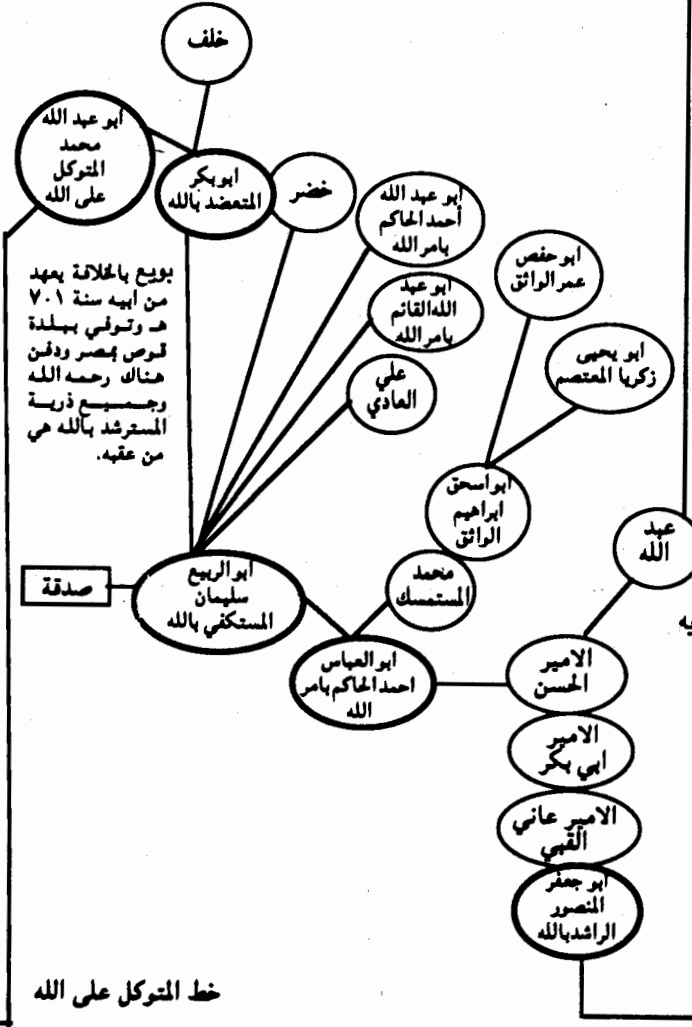 خلف
ابو عبد الله
محمد
المتوكل
على الله
ابوبكر
المتعضد بالله
خضر
ابو عبد الله
أحمد الحاكم
بامر الله
ابو عبد
الله القائم
بامر الله
علي
العادي
ابو حفص
عمر الواثق
ابو يحيى
زكريا المعتصم
بويع بالخلافة بعهد
من ابيه سنة ٧٠١
هـ وتوفي ببلدة
قوص بمصر ودفن
هناك رحمه الله
وجميع ذرية
المسترشد بالله هي
من عقبه.
ابو اسحق
ابراهيم
الواثق
عبد
الله
محمد
المستمسك
صدقة
ابو الربيع
سليمان
المستكفي بالله
يه
ابو العباس
احمد الحاكم بامر
الله
الامير
الحسن
الامير
ابي بكر
الامير عاني
القبي
ابو جعفر
المنصور
الراشد بالله
خط المتوكل على الله